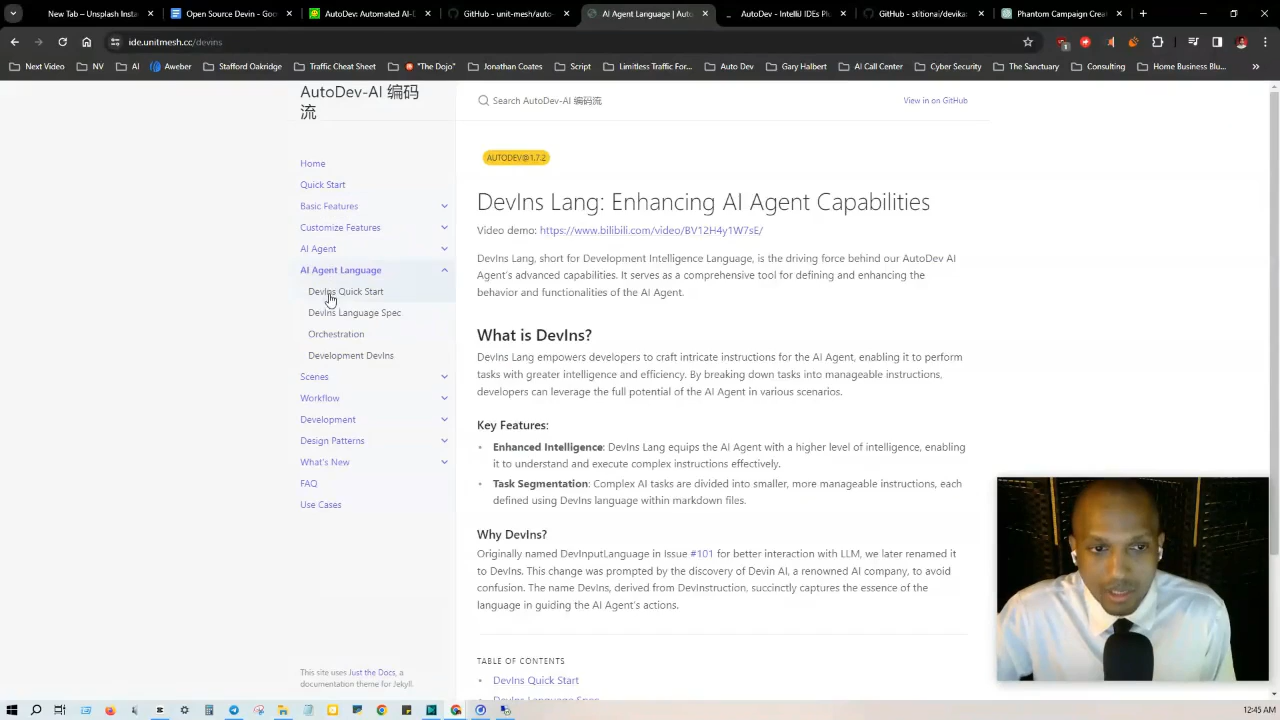 New Tab - Unsplash Insta
Open Source Devin - Goo
AutoDev: Automated AI-D
GitHub - unit-mesh/auto-
AI Agent Language | Auto
AutoDev - IntelliJ IDEs Plu
GitHub - stitionai/devika:
Phantom Campaign Creat
ide.unitmesh.cc/devins
Next Video
NV
AI
Aweber
Stafford Oakridge
Traffic Cheat Sheet
"The Dojo"
Jonathan Coates
Script
Limitless Traffic For...
Auto Dev
Gary Halbert
AI Call Center
Cyber Security
The Sanctuary
Consulting
Home Business
»
AutoDev-AI 编码
流
Search AutoDev-AI 编码流
View in on GitHub
Home
Quick Start
Basic Features
Customize Features
AI Agent
AI Agent Language
DevIns Quick Start
DevIns Language Spec
Orchestration
Development DevIns
Scenes
Workflow
Development
Design Patterns
What's New
FAQ
Use Cases
This site uses Just the Docs, a
documentation theme for Jekyll.
AUTODEV@1.7.2
DevIns Lang: Enhancing AI Agent Capabilities
Video demo: https://www.bilibili.com/video/BV12H4y1W7sE/
DevIns Lang, short for Development Intelligence Language, is the driving force behind our AutoDev AI
Agent's advanced capabilities. It serves as a comprehensive tool for defining and enhancing the
behavior and functionalities of the AI Agent.
What is DevIns?
DevIns Lang empowers developers to craft intricate instructions for the AI Agent, enabling it to perform
tasks with greater intelligence and efficiency. By breaking down tasks into manageable instructions,
developers can leverage the full potential of the AI Agent in various scenarios.
Key Features:
Enhanced Intelligence: DevIns Lang equips the AI Agent with a higher level of intelligence, enabling
it to understand and execute complex instructions effectively.
Task Segmentation: Complex AI tasks are divided into smaller, more manageable instructions, each
defined using DevIns language within markdown files.
Why DevIns?
Originally named DevInputLanguage in Issue #101 for better interaction with LLM, we later renamed it
to DevIns. This change was prompted by the discovery of Devin AI, a renowned AI company, to avoid
confusion. The name DevIns, derived from DevInstruction, succinctly captures the essence of the
language in guiding the AI Agent's actions.
TABLE OF CONTENTS
DevIns Quick Start
DevIns Language Spec
12:45 AM